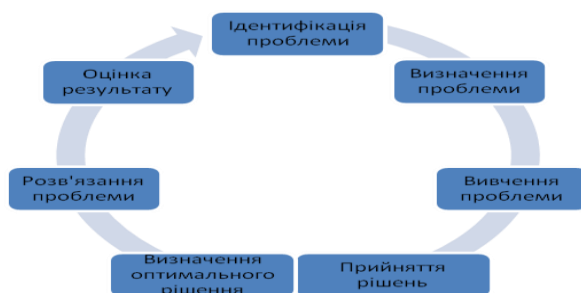 Ідентифікація
проблеми
Визначення
проблеми
Вивчення
проблеми
Прийняття
рішень
Визначення
оптимального
рішення
Розв'язання
проблеми
Оцінка
результату